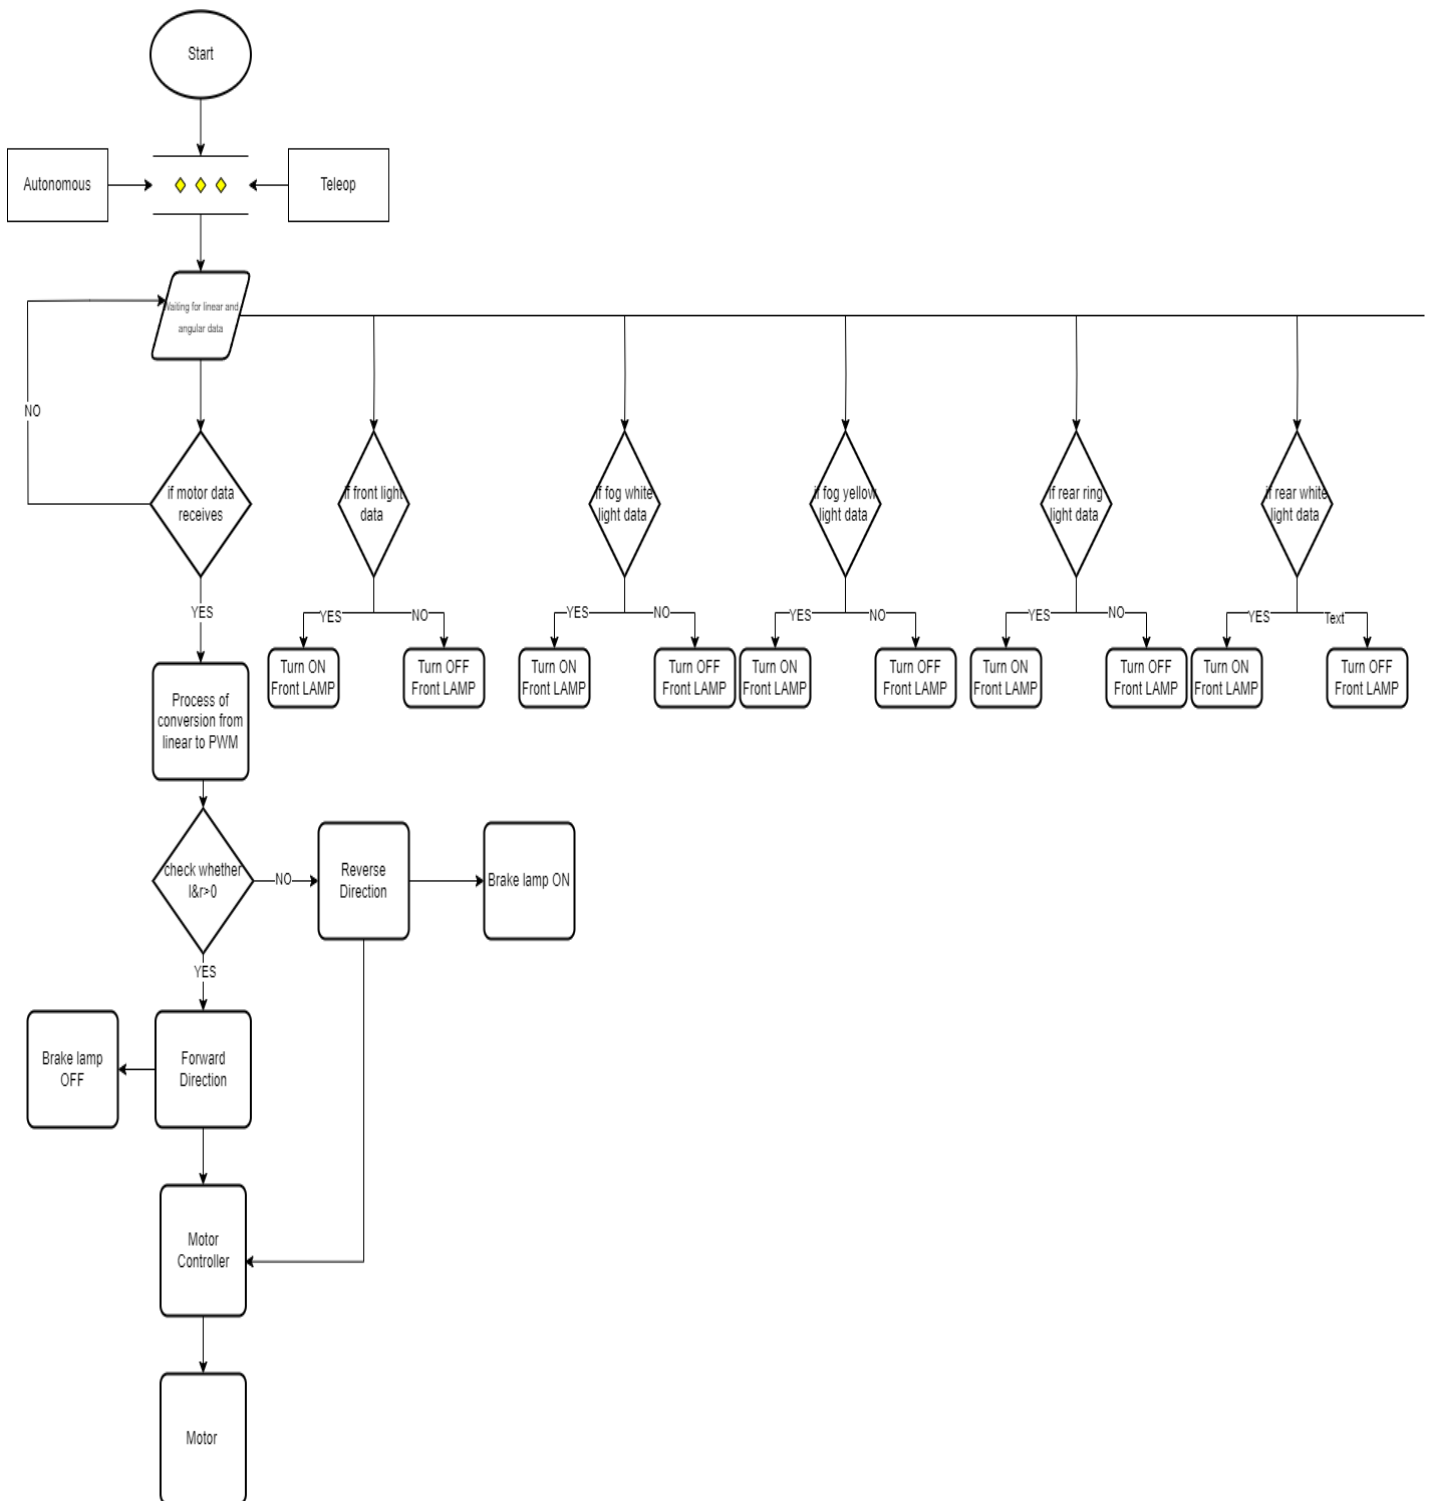 Start
Autonomous
Teleop
Waiting for linear and
angular data
NO
if motor data
receives
if front light
data
if fog white
light data
if fog yellow
light data
if rear ring
light data
if rear white
light data
YES
YES
NO
YES
NO
YES
NO
YES
NO
YES
Text
Turn ON
Front LAMP
Turn OFF
Front LAMP
Turn ON
Front LAMP
Turn OFF
Front LAMP
Turn ON
Front LAMP
Turn OFF
Front LAMP
Turn ON
Front LAMP
Turn OFF
Front LAMP
Turn ON
Front LAMP
Turn OFF
Front LAMP
Process of
conversion from
linear to PWM
check whether
l&r>0
NO
Reverse
Direction
Brake lamp ON
YES
Brake lamp
OFF
Forward
Direction
Motor
Controller
Motor